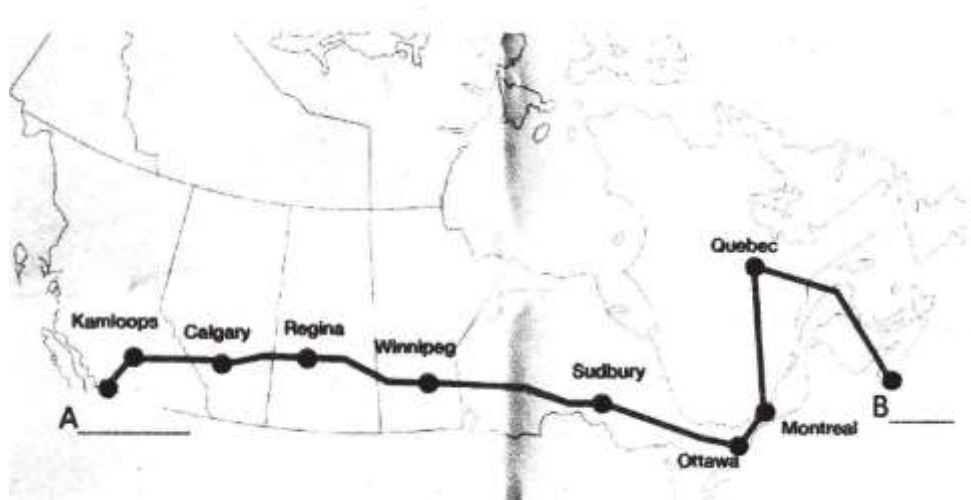 Quebec
Kamloops
Calgary
Regina
Winnipeg
Sudbury
A
B
Montreal
Ottawa